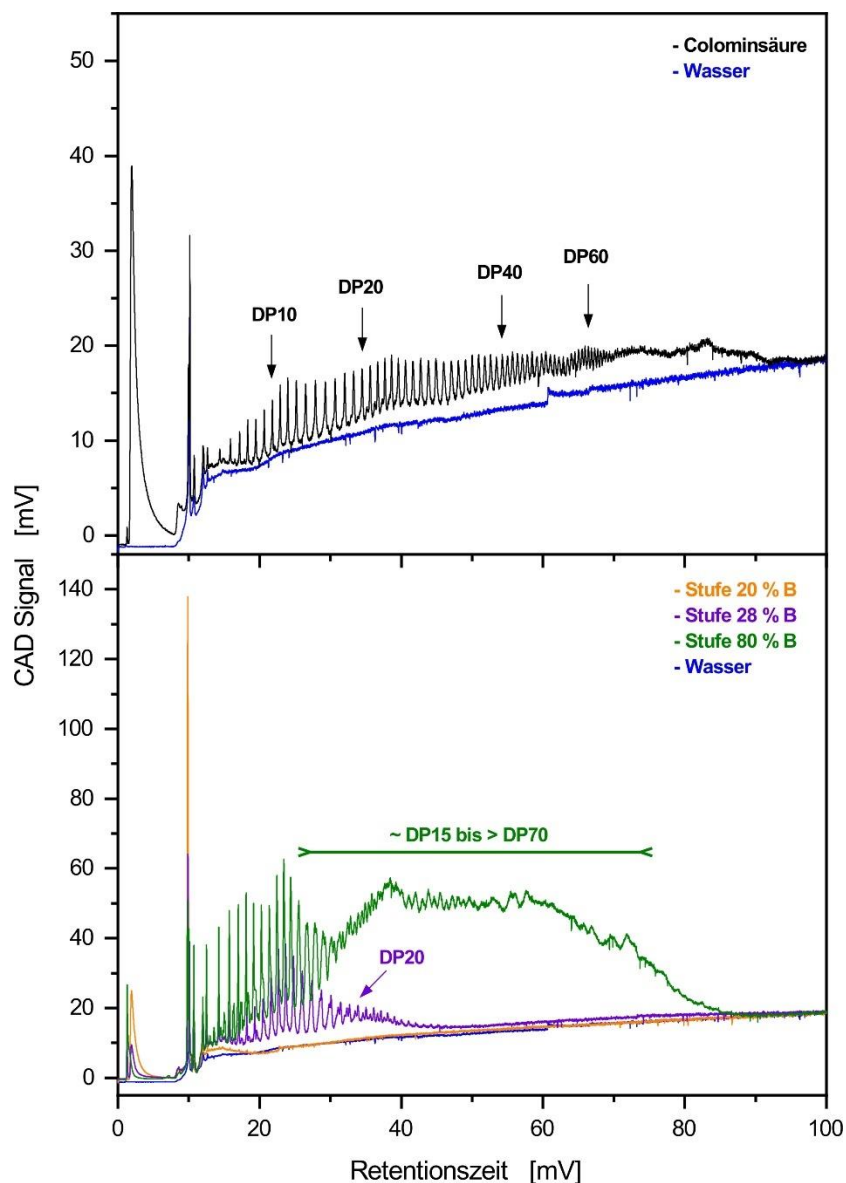 - Colominsäure
- Wasser
50
40
30
20
10
0
DP10
DP20
DP40
DP60
CAD Signal [mV]
- Stufe 20 % B
- Stufe 28 % B
- Stufe 80 % B
- Wasser
140
120
100
80
60
40
20
0
~ DP15 bis > DP70
DP20
0 20 40 60 80 100
Retentionszeit [mV]